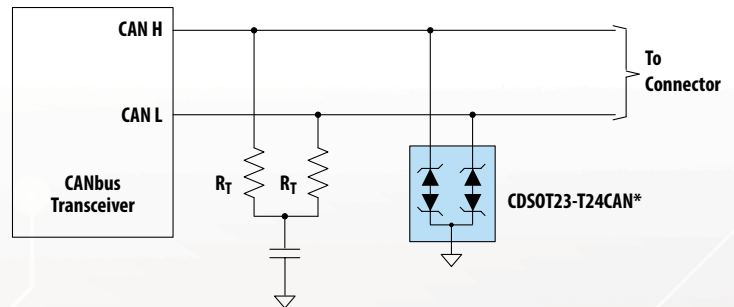 CAN H
To
Connector
CAN L
CANbus
Transceiver
RT
RT
CDSOT23-T24CAN*